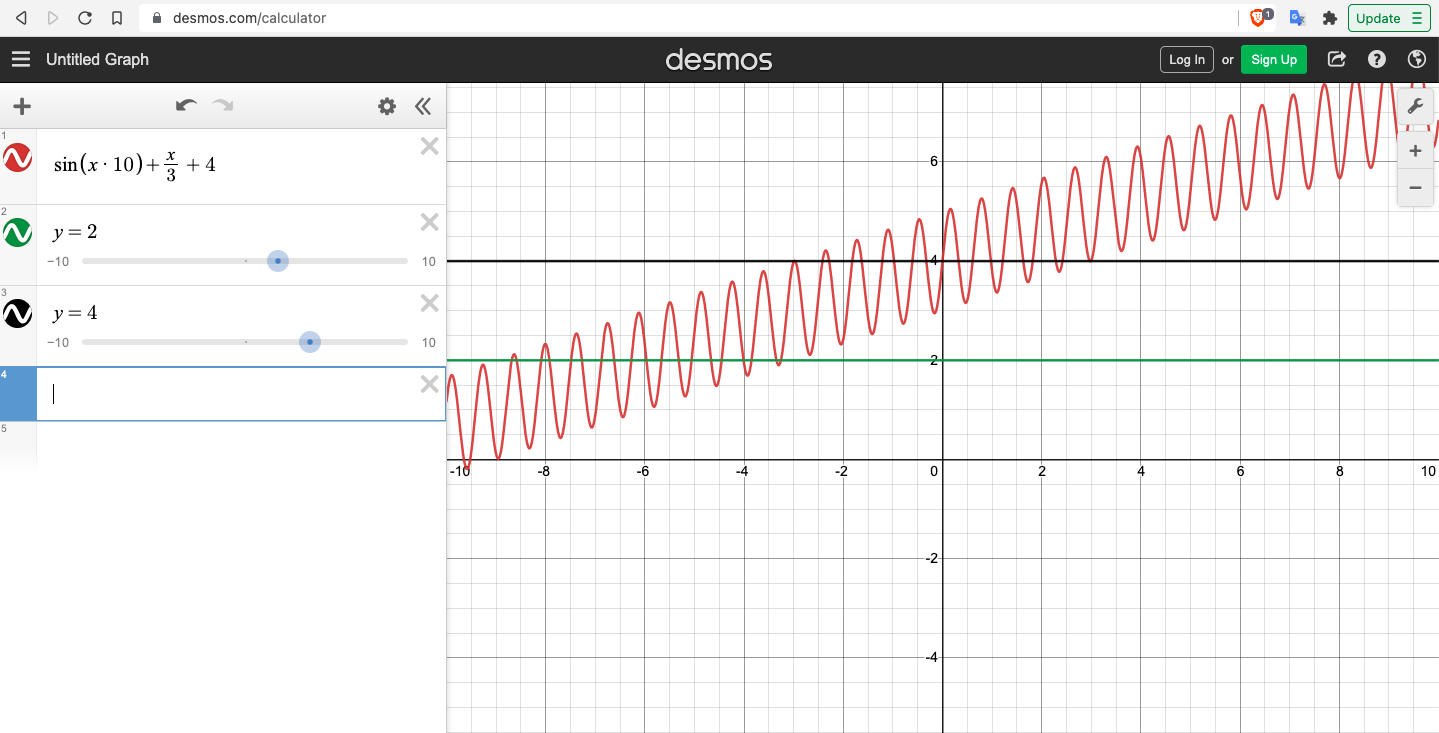 desmos.com/calculator
1
Update
Untitled Graph
desmos
Log In or Sign Up
1
sin(x · 10) + x/3 + 4
2
y = 2
−10 10
3
y = 4
−10 10
4
5
6
4
2
-10 -8 -6 -4 -2 0 2 4 6 8 10
-2
-4